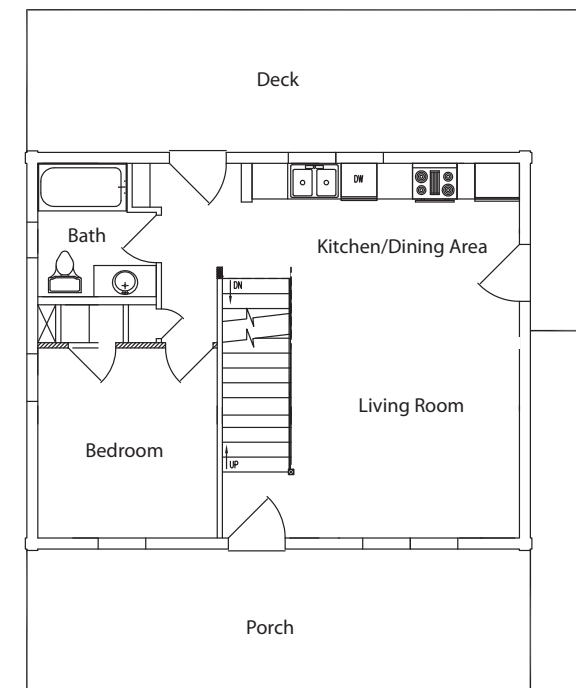 Deck
DW
Bath
Kitchen/Dining Area
DN
Living Room
Bedroom
UP
Porch